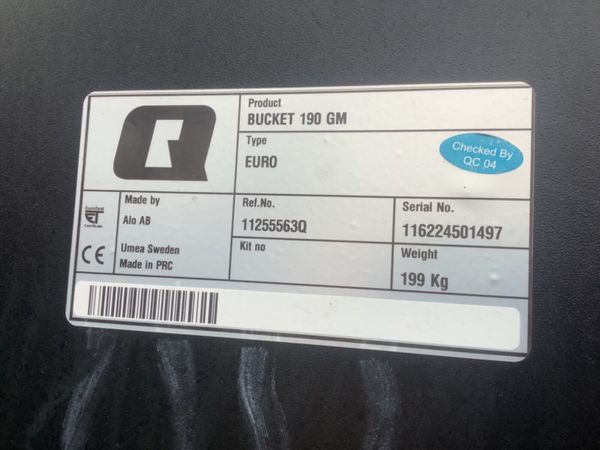 Product
BUCKET 190 GM
Type
EURO
Checked By
QC 04
Made by
Alo AB
Umea Sweden
Made in PRC
Ref.No.
11255563Q
Kit no
Serial No.
116224501497
Weight
199 Kg
CE